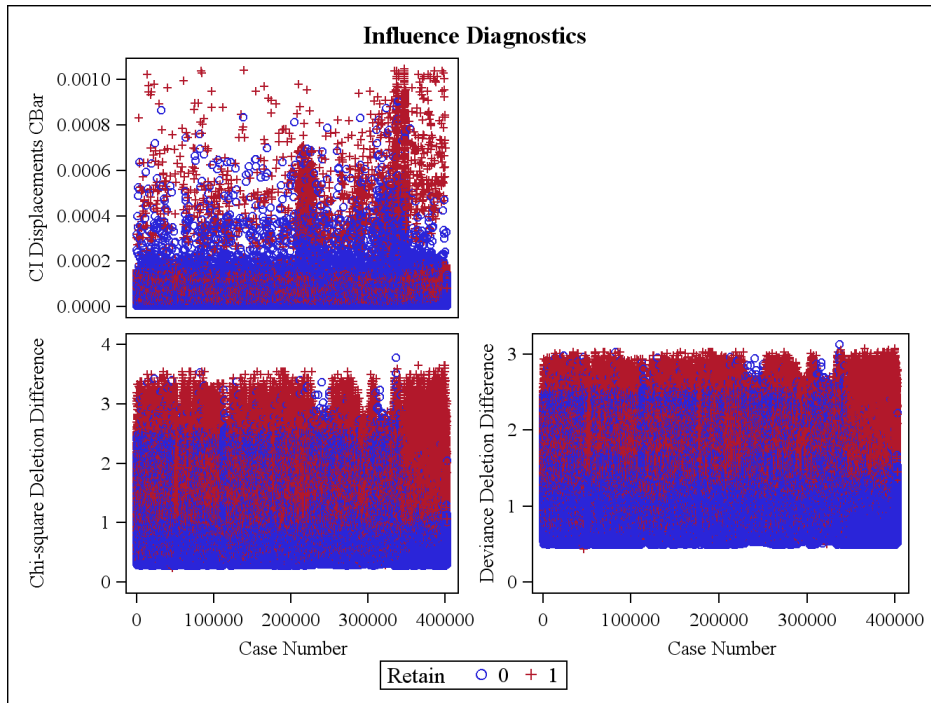 Influence Diagnostics
CI Displacements CBar
0.0010
0.0008
0.0006
0.0004
0.0002
0.0000
Chi-square Deletion Difference
4
3
2
1
0
0 100000 200000 300000 400000
Case Number
Deviance Deletion Difference
3
2
1
0
0 100000 200000 300000 400000
Case Number
Retain 0 1